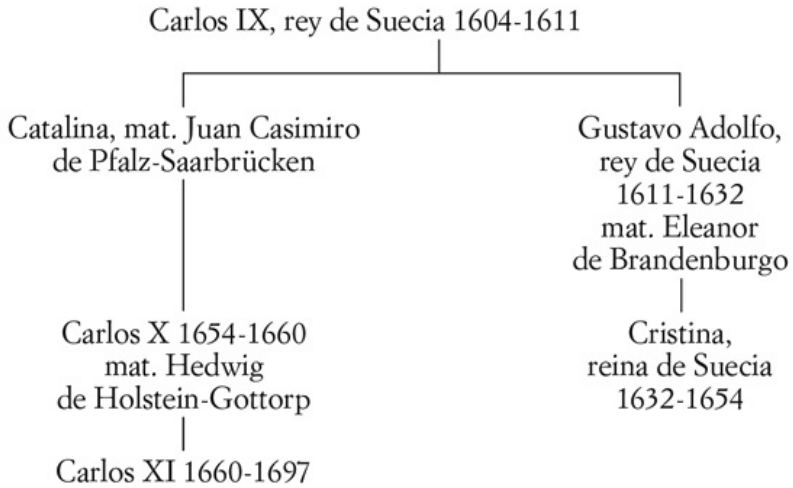 Carlos IX, rey de Suecia 1604-1611
Catalina, mat. Juan Casimiro
de Pfalz-Saarbrücken
Gustavo Adolfo,
rey de Suecia
1611-1632
mat. Eleanor
de Brandenburgo
Carlos X 1654-1660
mat. Hedwig
de Holstein-Gottorp
Cristina,
reina de Suecia
1632-1654
Carlos XI 1660-1697